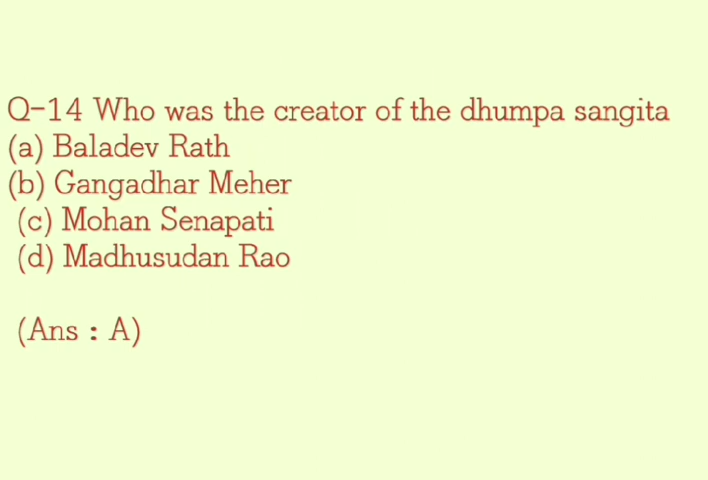 Q-14 Who was the creator of the dhumpa sangita
(a) Baladev Rath
(b) Gangadhar Meher
(c) Mohan Senapati
(d) Madhusudan Rao
(Ans : A)